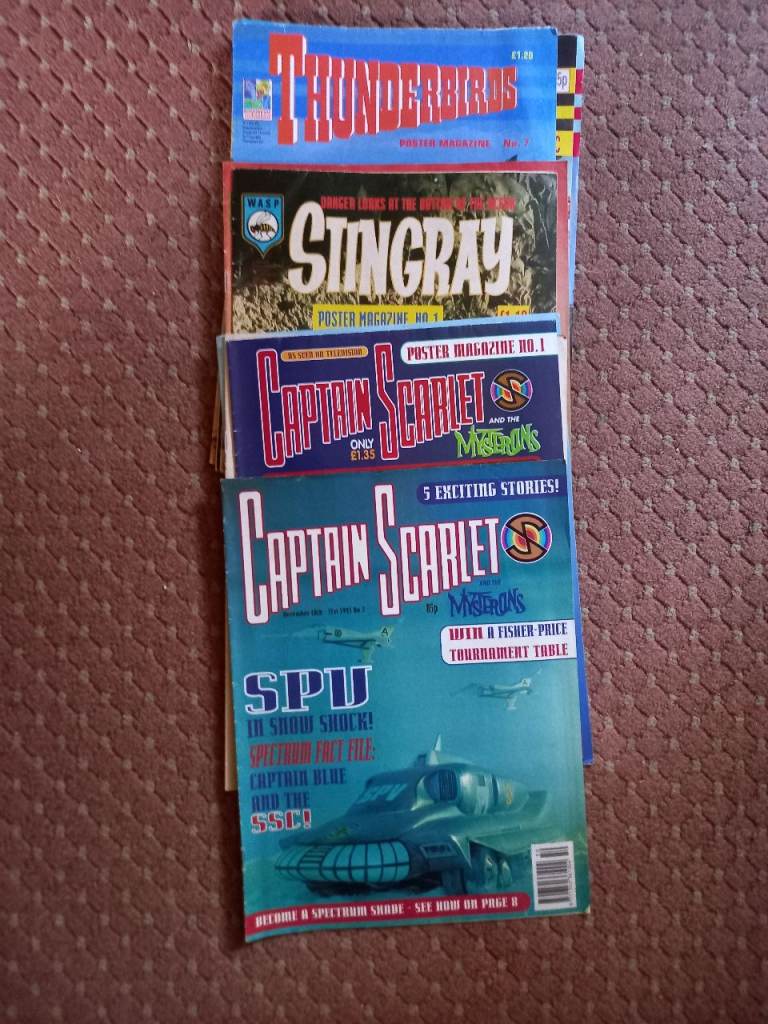 £1.20
THUNDERBIRDS
5p
POSTER MAGAZINE No. 7
WASP
DANGER LURKS AT THE BOTTOM OF THE OCEAN
STINGRAY
POSTER MAGAZINE NO.1
AS SEEN ON TELEVISION
POSTER MAGAZINE NO.1
CAPTAIN SCARLET
AND THE
MYSTERONS
ONLY
£1.35
5 EXCITING STORIES!
CAPTAIN SCARLET
AND THE
MYSTERONS
85p
WIN A FISHER-PRICE
TOURNAMENT TABLE
SPV
IN SNOW SHOCK!
SPECTRUM FACT FILE:
CAPTAIN BLUE
AND THE
SSC!
SPV
BECOME A SPECTRUM SHADE - SEE HOW ON PAGE 8